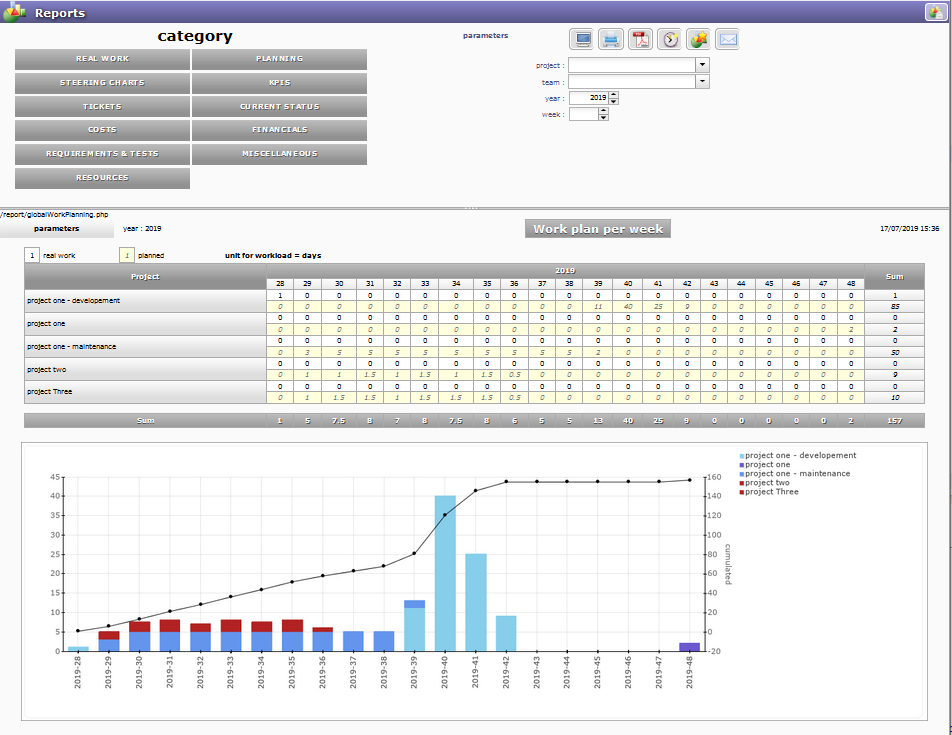 Reports
category
REAL WORK PLANNING
STEERING CHARTS KPIS
TICKETS CURRENT STATUS
COSTS FINANCIALS
REQUIREMENTS & TESTS MISCELLANEOUS
RESOURCES
parameters
project :
team :
year : 2019
week :
/report/globalWorkPlanning.php
parameters year : 2019 Work plan per week 17/07/2019 15:36
1 real work 1 planned unit for workload = days
Project 2019 Sum
28 29 30 31 32 33 34 35 36 37 38 39 40 41 42 43 44 45 46 47 48
project one - developement
1 0 0 0 0 0 0 0 0 0 0 0 0 0 0 0 0 0 0 0 0 1
0 0 0 0 0 0 0 0 0 0 0 11 40 25 9 0 0 0 0 0 0 85
project one
0 0 0 0 0 0 0 0 0 0 0 0 0 0 0 0 0 0 0 0 0 0
0 0 0 0 0 0 0 0 0 0 0 0 0 0 0 0 0 0 0 0 2 2
project one - maintenance
0 0 0 0 0 0 0 0 0 0 0 0 0 0 0 0 0 0 0 0 0 0
0 3 5 5 5 5 5 5 5 5 5 2 0 0 0 0 0 0 0 0 0 50
project two
0 0 0 0 0 0 0 0 0 0 0 0 0 0 0 0 0 0 0 0 0 0
0 1 1 1.5 1 1.5 1 1.5 0.5 0 0 0 0 0 0 0 0 0 0 0 0 9
project Three
0 0 0 0 0 0 0 0 0 0 0 0 0 0 0 0 0 0 0 0 0 0
0 1 1.5 1.5 1 1.5 1.5 1.5 0.5 0 0 0 0 0 0 0 0 0 0 0 0 10
Sum 1 5 7.5 8 7 8 7.5 8 6 5 5 13 40 25 9 0 0 0 0 0 2 157
project one - developement
project one
project one - maintenance
project two
project Three
45 160
40 140
35 120
30 100
25 80
20 60
15 40
10 20
5 0
0 -20
cumulated
2019-28 2019-29 2019-30 2019-31 2019-32 2019-33 2019-34 2019-35 2019-36 2019-37 2019-38 2019-39 2019-40 2019-41 2019-42 2019-43 2019-44 2019-45 2019-46 2019-47 2019-48